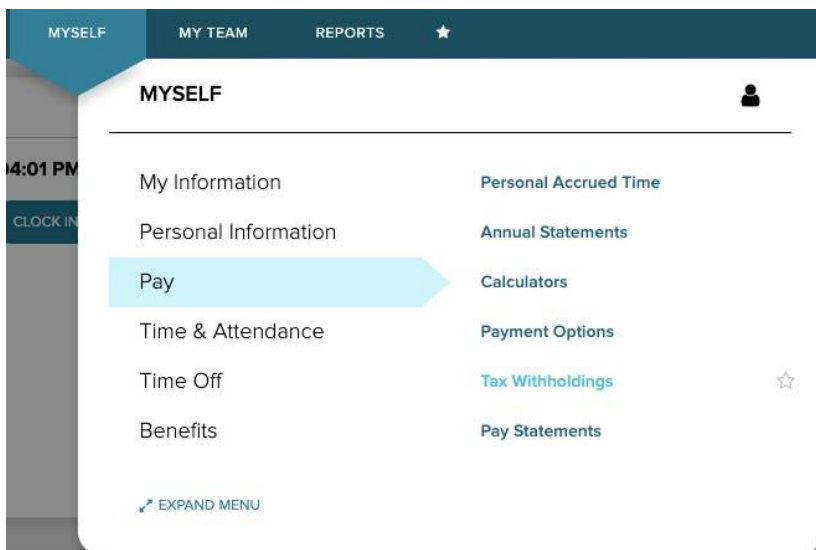 MYSELF MY TEAM REPORTS
MYSELF
04:01 PM
CLOCK IN
My Information
Personal Information
Pay
Time & Attendance
Time Off
Benefits
Personal Accrued Time
Annual Statements
Calculators
Payment Options
Tax Withholdings
Pay Statements
EXPAND MENU